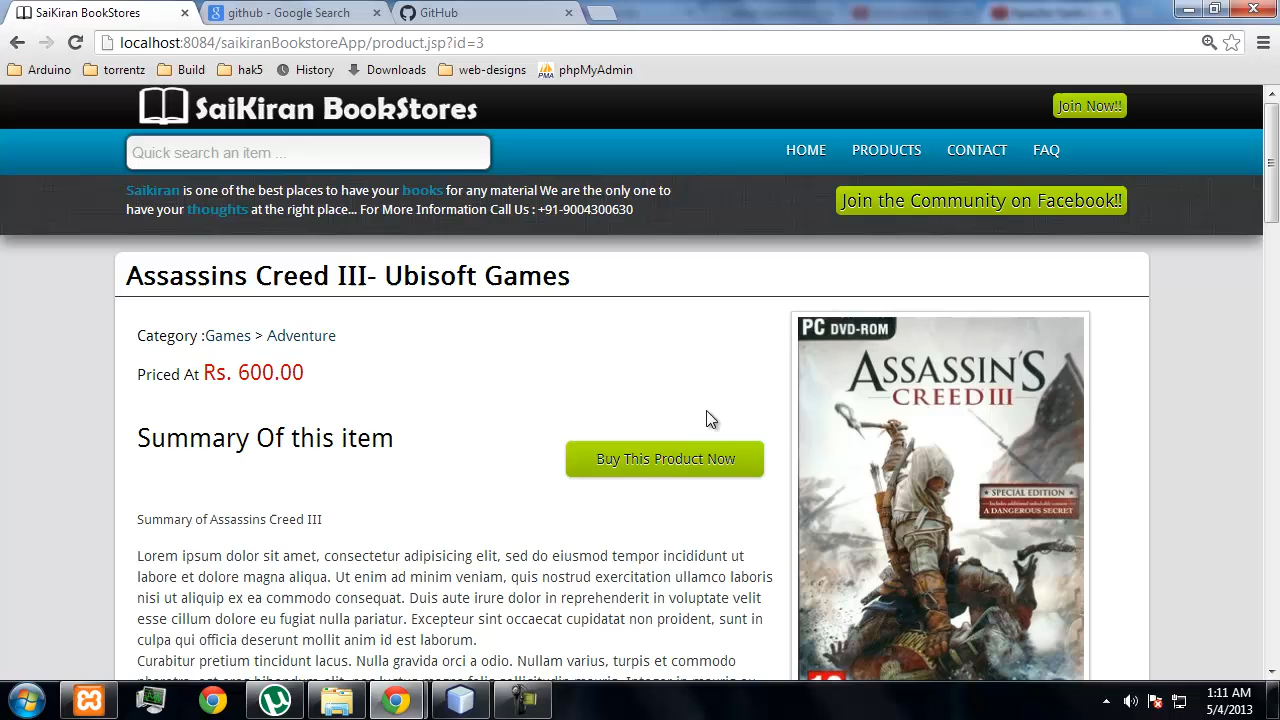 SaiKiran BookStores
github - Google Search
GitHub
localhost:8084/saikiranBookstoreApp/product.jsp?id=3
Arduino
torrentz
Build
hak5
History
Downloads
web-designs
phpMyAdmin
SaiKiran BookStores
Join Now!!
Quick search an item ...
HOME
PRODUCTS
CONTACT
FAQ
Saikiran is one of the best places to have your books for any material We are the only one to
have your thoughts at the right place... For More Information Call Us : +91-9004300630
Join the Community on Facebook!!
Assassins Creed III- Ubisoft Games
Category :Games > Adventure
Priced At Rs. 600.00
Summary Of this item
Buy This Product Now
PC DVD-ROM
ASSASSIN'S
CREED III
SPECIAL EDITION
A DANGEROUS SECRET
Summary of Assassins Creed III
Lorem ipsum dolor sit amet, consectetur adipisicing elit, sed do eiusmod tempor incididunt ut
labore et dolore magna aliqua. Ut enim ad minim veniam, quis nostrud exercitation ullamco laboris
nisi ut aliquip ex ea commodo consequat. Duis aute irure dolor in reprehenderit in voluptate velit
esse cillum dolore eu fugiat nulla pariatur. Excepteur sint occaecat cupidatat non proident, sunt in
culpa qui officia deserunt mollit anim id est laborum.
Curabitur pretium tincidunt lacus. Nulla gravida orci a odio. Nullam varius, turpis et commodo
1:11 AM
5/4/2013